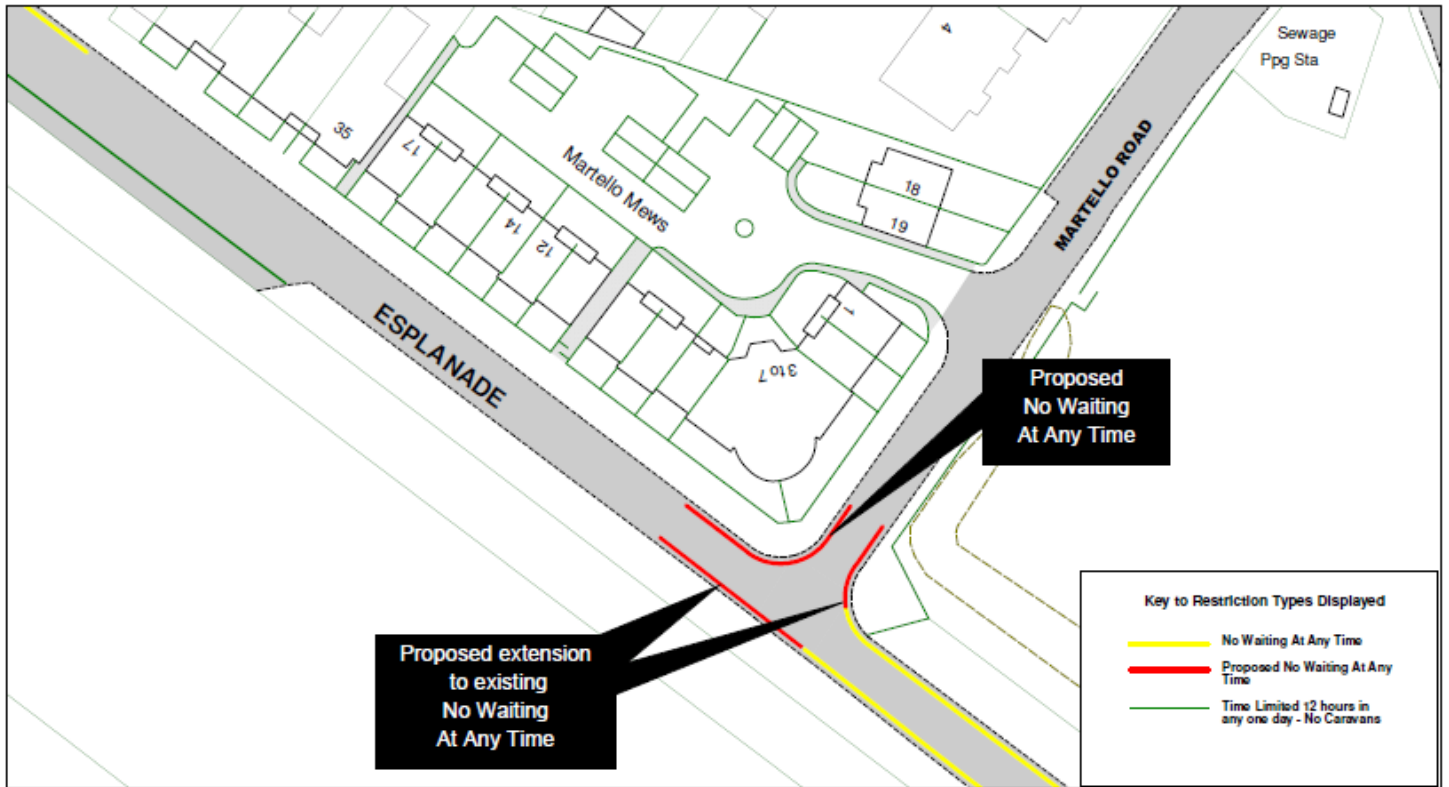 4
Sewage
Ppg Sta
35
17
Martello Mews
18
19
14
12
MARTELLO ROAD
1
3 to 7
ESPLANADE
Proposed
No Waiting
At Any Time
Proposed extension
to existing
No Waiting
At Any Time
Key to Restriction Types Displayed
No Waiting At Any Time
Proposed No Waiting At Any
Time
Time Limited 12 hours in
any one day - No Caravans